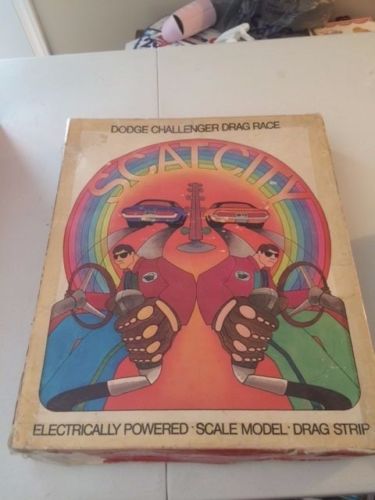 DODGE CHALLENGER DRAG RACE
SCAT CITY
ELECTRICALLY POWERED · SCALE MODEL · DRAG STRIP